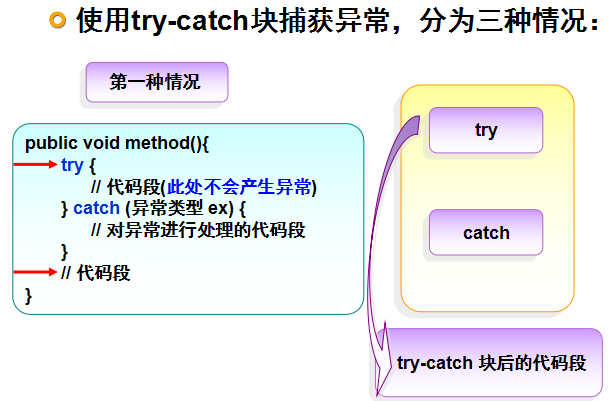 使用try-catch块捕获异常，分为三种情况：
第一种情况
public void method(){
try {
// 代码段(此处不会产生异常)
} catch (异常类型 ex) {
// 对异常进行处理的代码段
}
// 代码段
}
try
catch
try-catch 块后的代码段